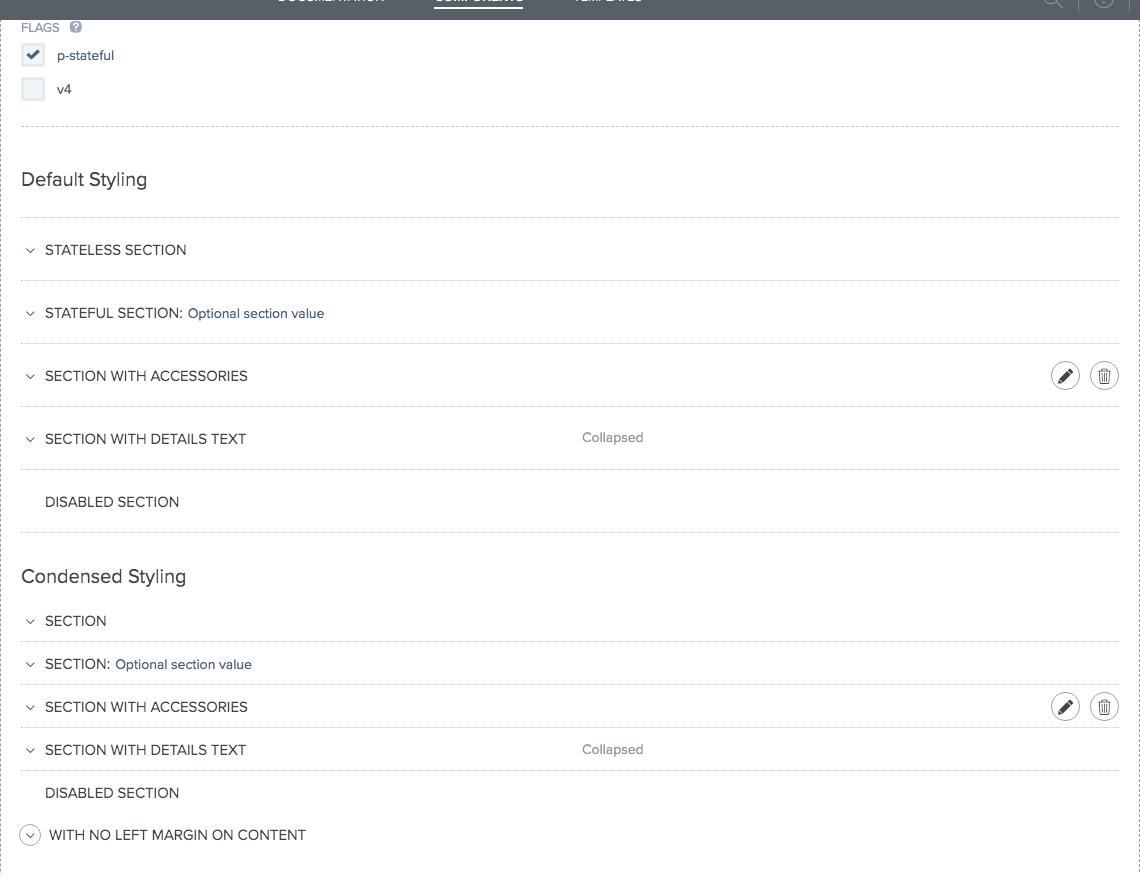 DOCUMENTATION COMPONENTS TEMPLATES
FLAGS ?
p-stateful
v4
Default Styling
STATELESS SECTION
STATEFUL SECTION: Optional section value
SECTION WITH ACCESSORIES
SECTION WITH DETAILS TEXT Collapsed
DISABLED SECTION
Condensed Styling
SECTION
SECTION: Optional section value
SECTION WITH ACCESSORIES
SECTION WITH DETAILS TEXT Collapsed
DISABLED SECTION
WITH NO LEFT MARGIN ON CONTENT